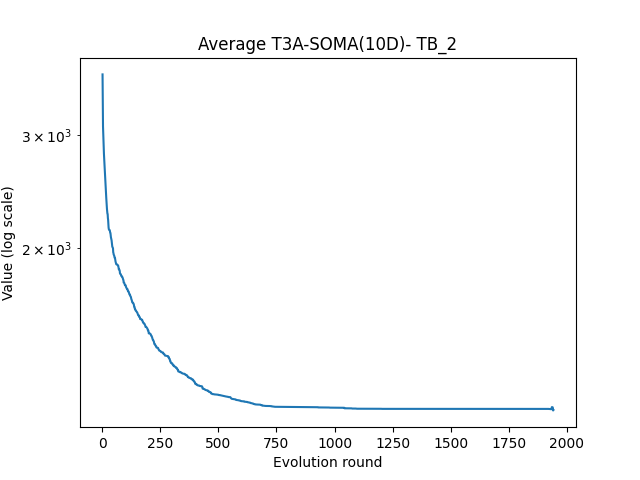 Average T3A-SOMA(10D)- TB_2
Value (log scale)
3 × 10³
2 × 10³
0 250 500 750 1000 1250 1500 1750 2000
Evolution round